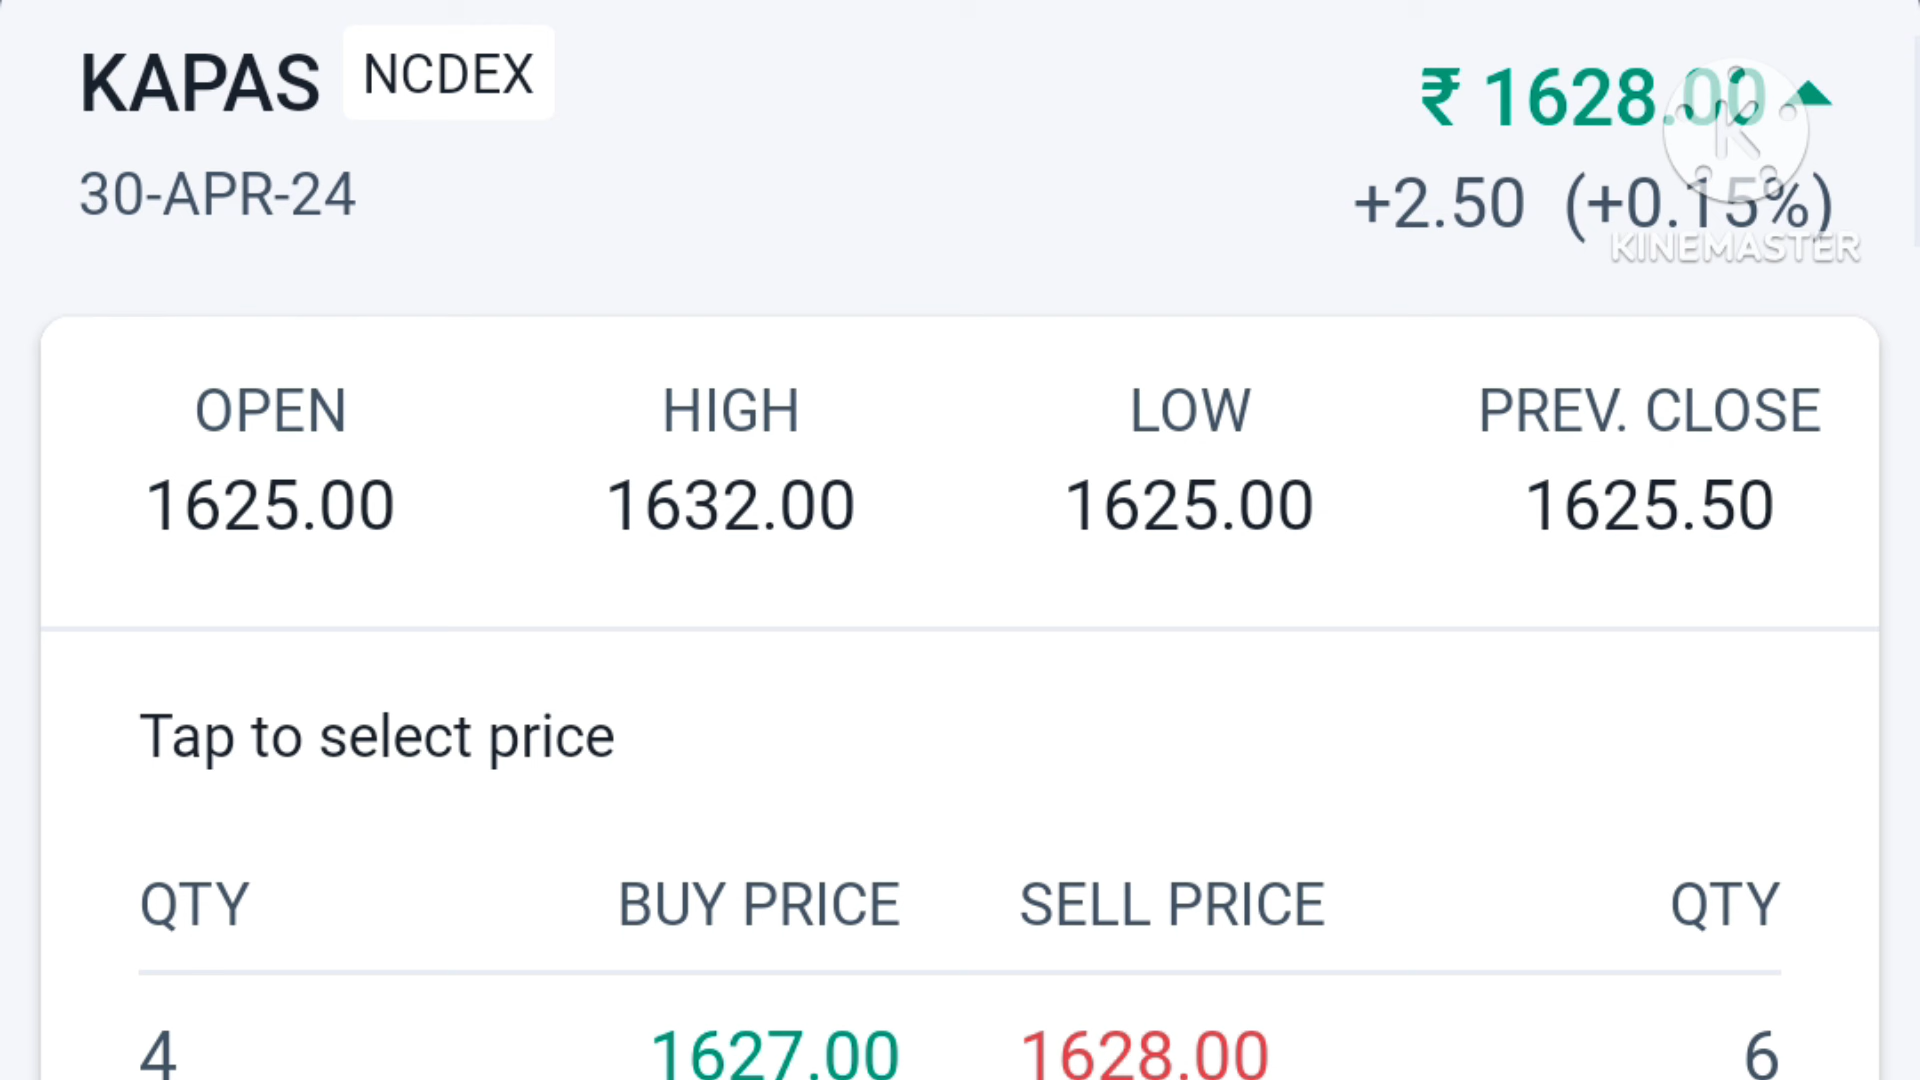 KAPAS NCDEX
₹ 1628.00
30-APR-24
+2.50 (+0.15%)
KINEMASTER
OPEN HIGH LOW PREV. CLOSE
1625.00 1632.00 1625.00 1625.50
Tap to select price
QTY BUY PRICE SELL PRICE QTY
4 1627.00 1628.00 6